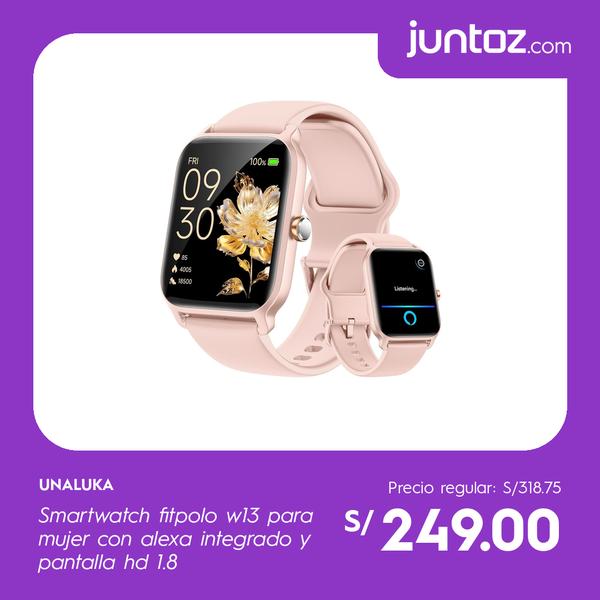 juntoz.com
FRI
100%
09
30
85
4005
18500
Listening...
UNALUKA
Smartwatch fitpolo w13 para
mujer con alexa integrado y
pantalla hd 1.8
Precio regular: S/318.75
S/249.00